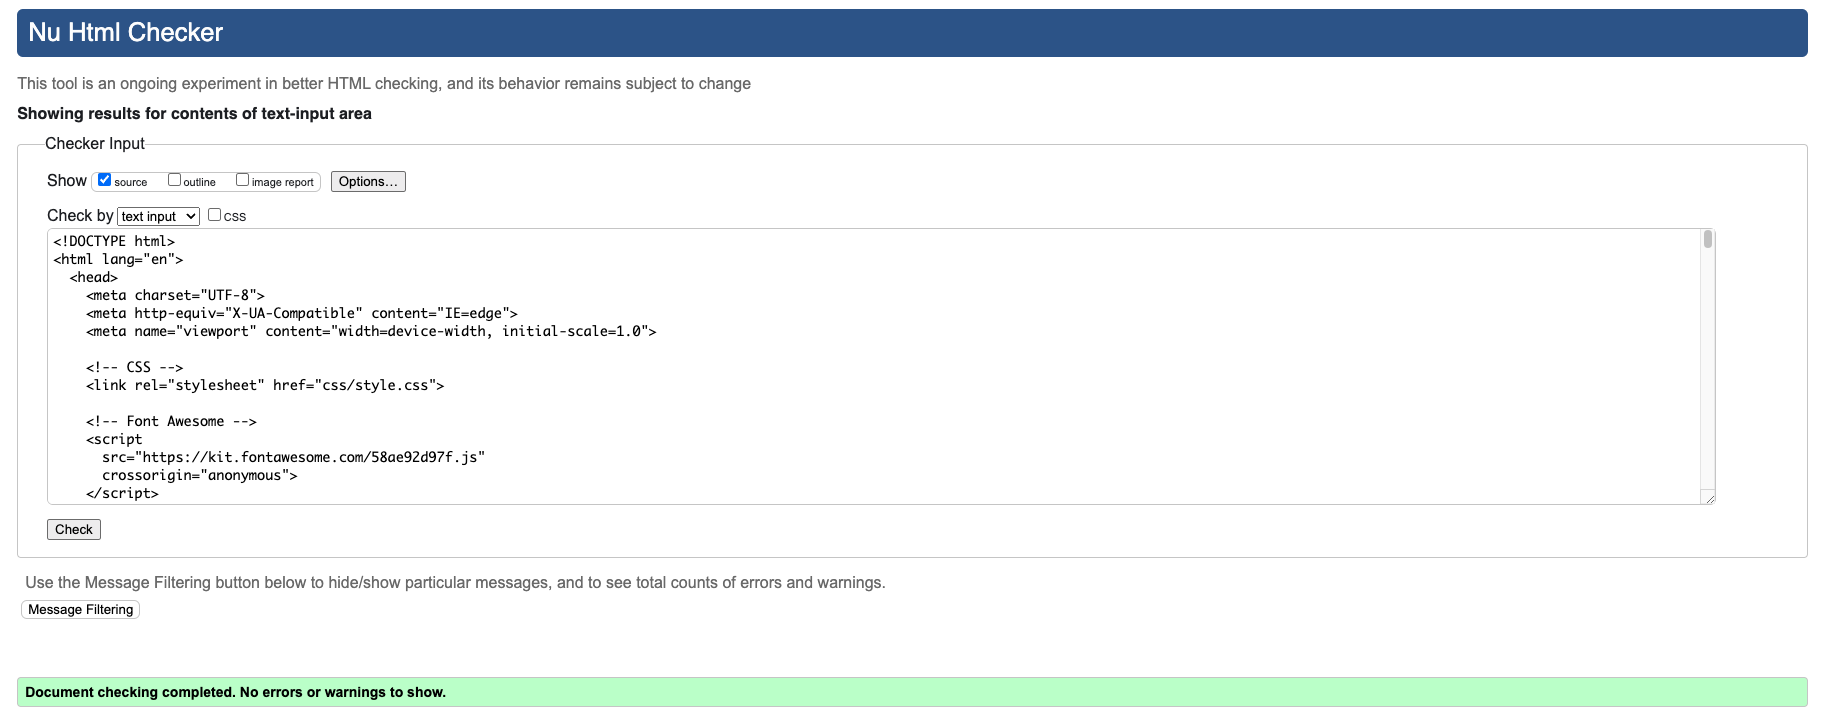 Nu Html Checker
This tool is an ongoing experiment in better HTML checking, and its behavior remains subject to change
Showing results for contents of text-input area
Checker Input
Show source outline image report Options...
Check by text input css
<!DOCTYPE html>
<html lang="en">
  <head>
    <meta charset="UTF-8">
    <meta http-equiv="X-UA-Compatible" content="IE=edge">
    <meta name="viewport" content="width=device-width, initial-scale=1.0">
    <!-- CSS -->
    <link rel="stylesheet" href="css/style.css">
    <!-- Font Awesome -->
    <script
      src="https://kit.fontawesome.com/58ae92d97f.js"
      crossorigin="anonymous">
    </script>
Check
Use the Message Filtering button below to hide/show particular messages, and to see total counts of errors and warnings.
Message Filtering
Document checking completed. No errors or warnings to show.